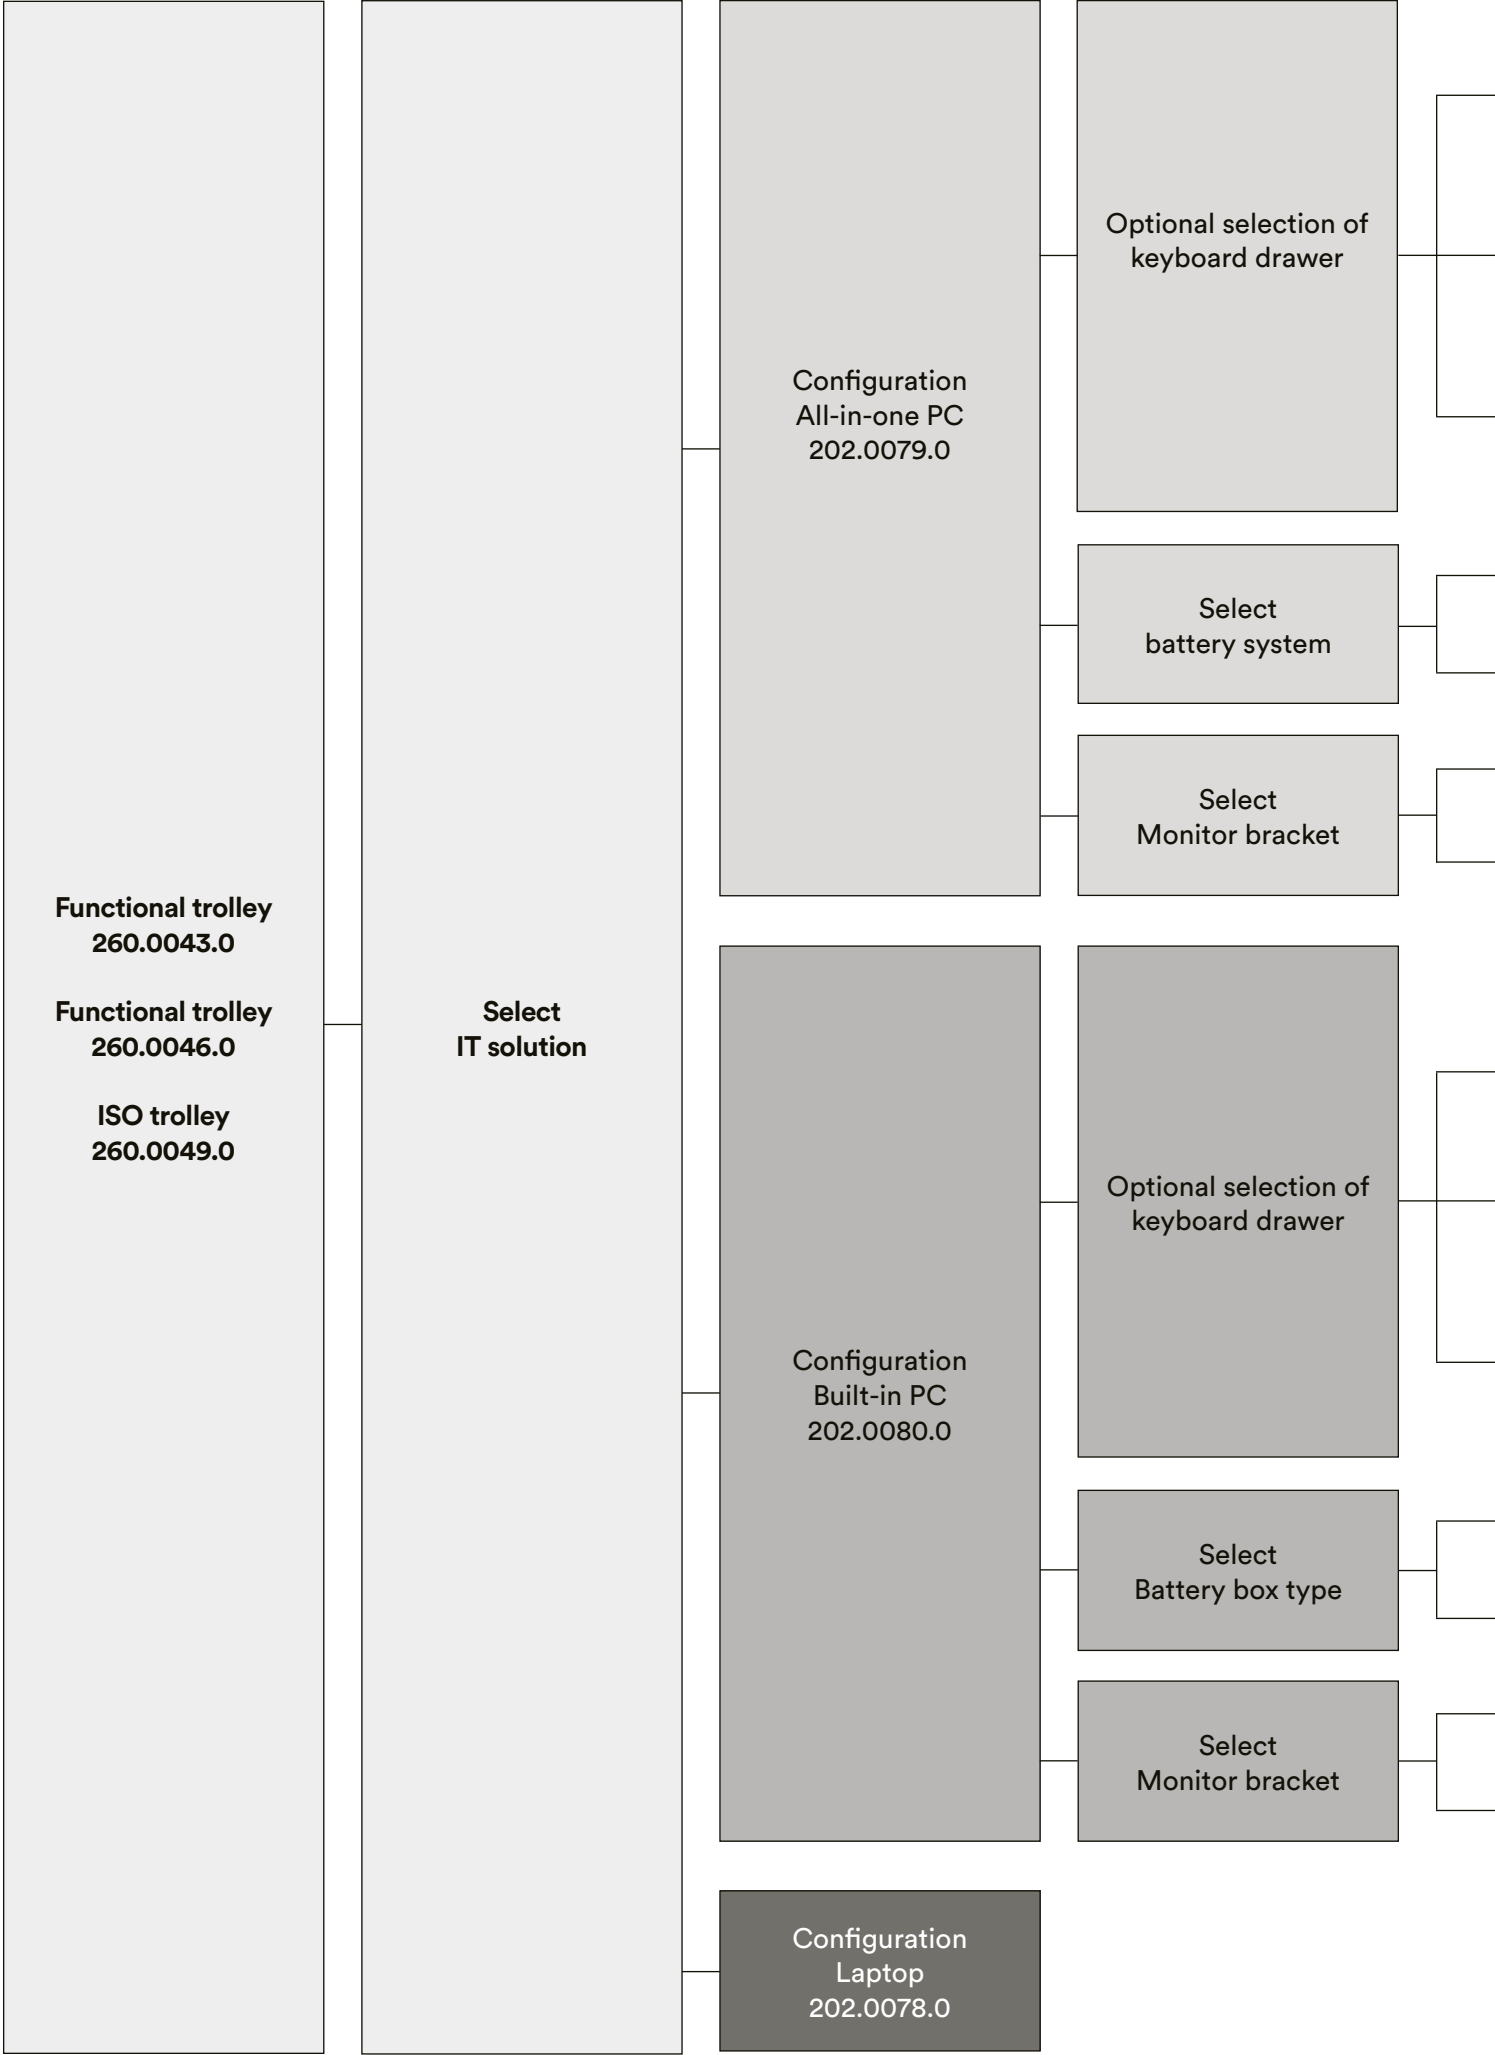 Functional trolley
260.0043.0
Functional trolley
260.0046.0
ISO trolley
260.0049.0
Select
IT solution
Configuration
All-in-one PC
202.0079.0
Optional selection of
keyboard drawer
Select
battery system
Select
Monitor bracket
Configuration
Built-in PC
202.0080.0
Optional selection of
keyboard drawer
Select
Battery box type
Select
Monitor bracket
Configuration
Laptop
202.0078.0